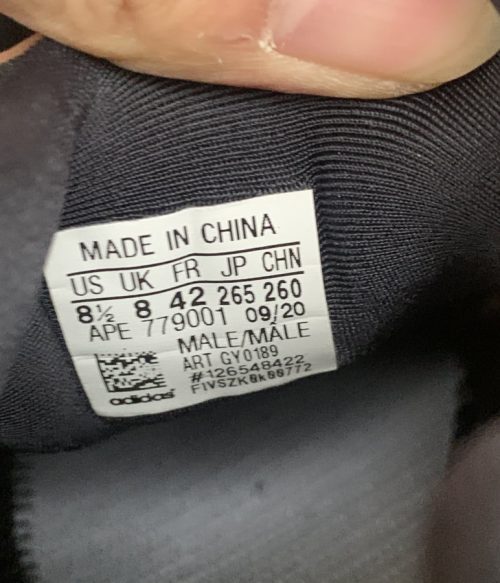 MADE IN CHINA
US UK FR JP CHN
8½ 8 42 265 260
APE 779001 09/20
MALE/MÂLE
ART GY0189
#126548422
adidas